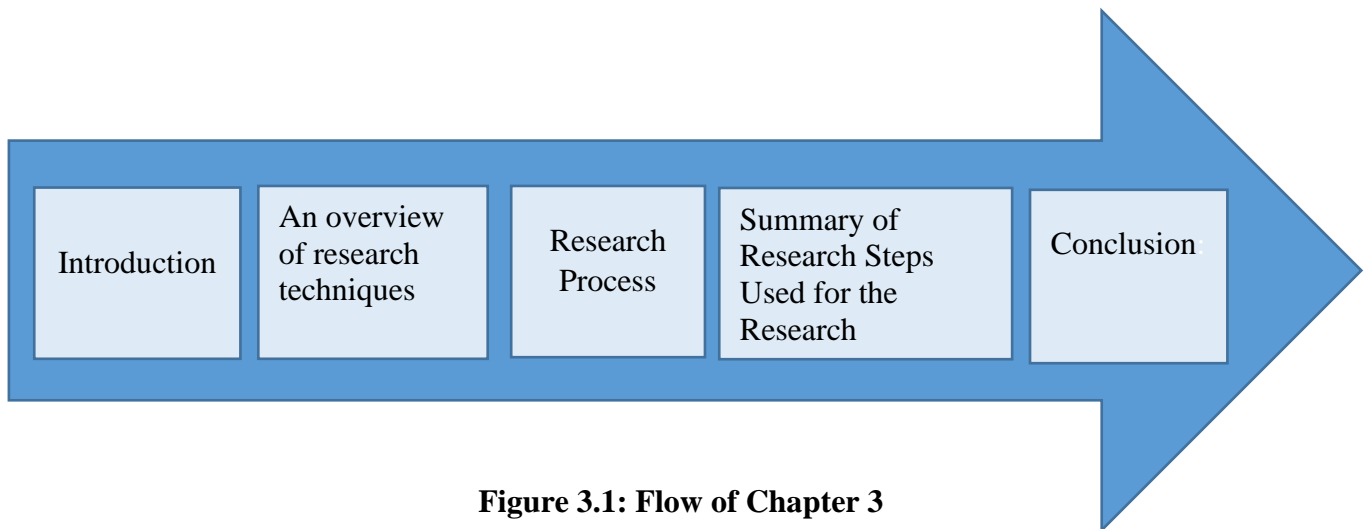 Introduction
An overview
of research
techniques
Research
Process
Summary of
Research Steps
Used for the
Research
Conclusion
Figure 3.1: Flow of Chapter 3